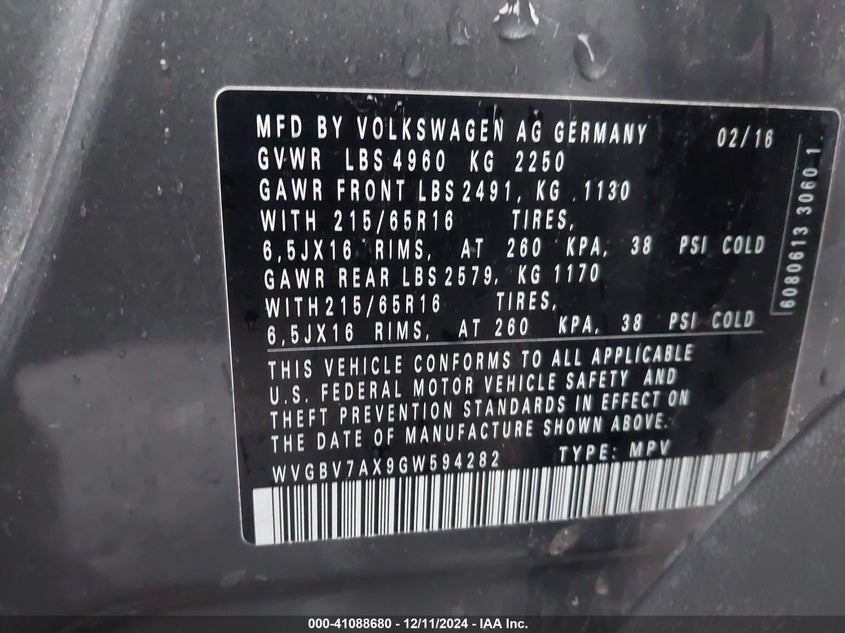 MFD BY VOLKSWAGEN AG GERMANY 02/16
GVWR LBS 4960 KG 2250
GAWR FRONT LBS 2491, KG 1130
WITH 215/65R16 TIRES,
6,5JX16 RIMS, AT 260 KPA, 38 PSI COLD
GAWR REAR LBS 2579, KG 1170
WITH 215/65R16 TIRES,
6,5JX16 RIMS, AT 260 KPA, 38 PSI COLD
THIS VEHICLE CONFORMS TO ALL APPLICABLE
U.S. FEDERAL MOTOR VEHICLE SAFETY AND
THEFT PREVENTION STANDARDS IN EFFECT ON
THE DATE OF MANUFACTURE SHOWN ABOVE.
WVGBV7AX9GW594282 TYPE: MPV
6080613 3060 1
000-41088680 - 12/11/2024 - IAA Inc.